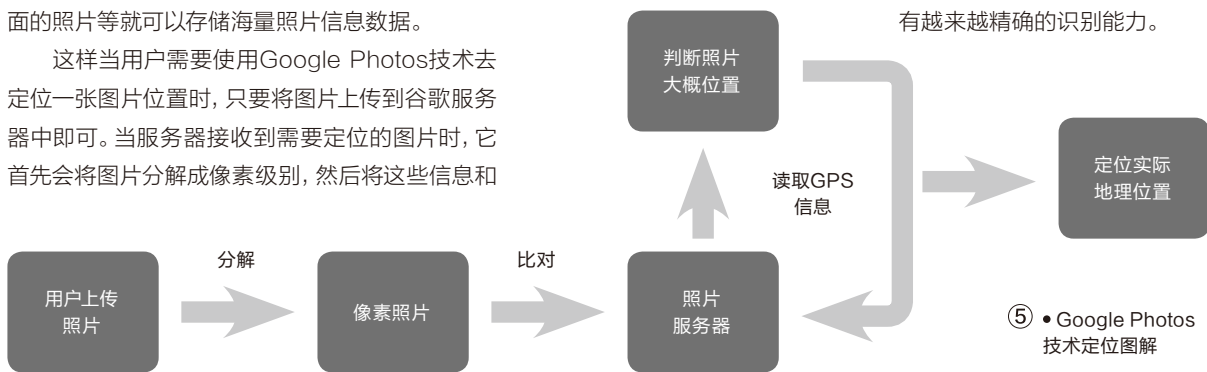 面的照片等就可以存储海量照片信息数据。
这样当用户需要使用Google Photos技术去
定位一张图片位置时，只要将图片上传到谷歌服务
器中即可。当服务器接收到需要定位的图片时，它
首先会将图片分解成像素级别，然后将这些信息和
有越来越精确的识别能力。
判断照片
大概位置
读取GPS
信息
定位实际
地理位置
用户上传
照片
分解
像素照片
比对
照片
服务器
⑤ • Google Photos
技术定位图解